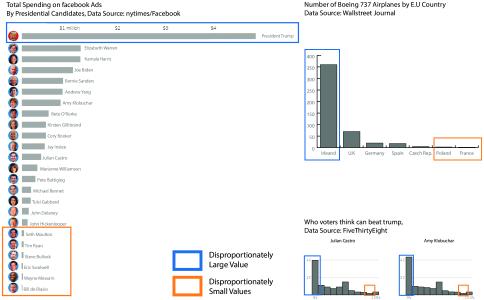 Total Spending on facebook Ads
By Presidential Candidates, Data Source: nytimes/Facebook
$1 million $2 $3 $4
President Trump
Elizabeth Warren
Kamala Harris
Joe Biden
Bernie Sanders
Andrew Yang
Amy Klobuchar
Beto O'Rorke
Kirsten Gillibrand
Cory Booker
Jay Inslee
Julian Castro
Marianne Williamson
Pete Buttigieg
Michael Bennet
Tulsi Gabbard
John Delaney
John Hickenlooper
Seth Moulton
Tim Ryan
Steve Bullock
Eric Swalwell
Wayne Messam
Bill de Blasio
Disproportionately
Large Value
Disproportionately
Small Values
Number of Boeing 737 Airplanes by E.U Country
Data Source: Wallstreet Journal
400
350
300
250
200
150
100
50
0
UK Germany Spain Czech Rep. Poland France
Who voters think can beat trump,
Data Source: FiveThirtyEight
Julian Castro Amy Klobuchar